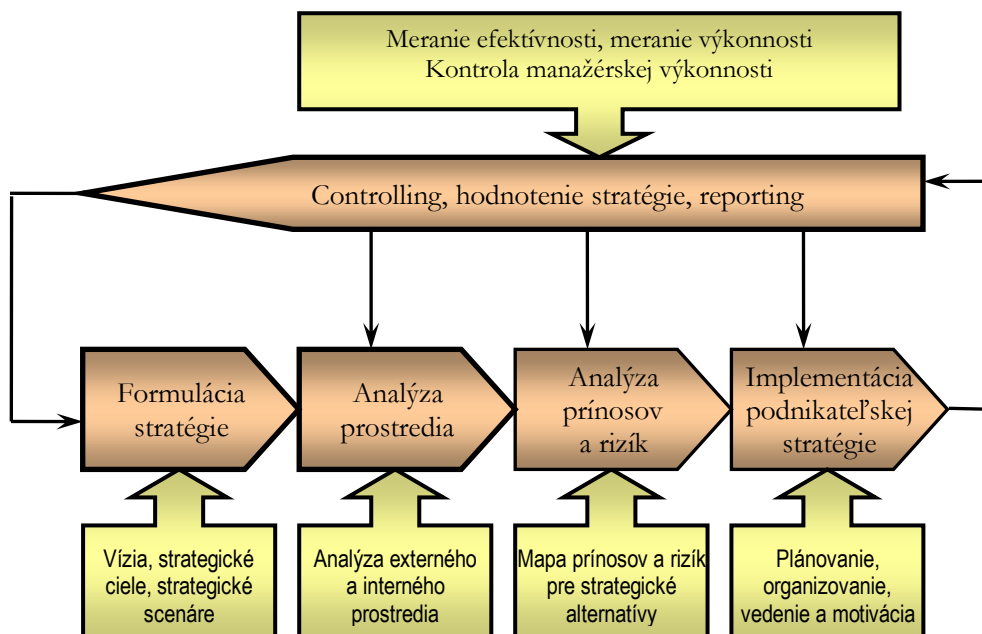 Meranie efektívnosti, meranie výkonnosti
Kontrola manažérskej výkonnosti
Controlling, hodnotenie stratégie, reporting
Formulácia
stratégie
Analýza
prostredia
Analýza
prínosov
a rizík
Implementácia
podnikateľskej
stratégie
Vízia, strategické
ciele, strategické
scenáre
Analýza externého
a interného
prostredia
Mapa prínosov a rizík
pre strategické
alternatívy
Plánovanie,
organizovanie,
vedenie a motivácia